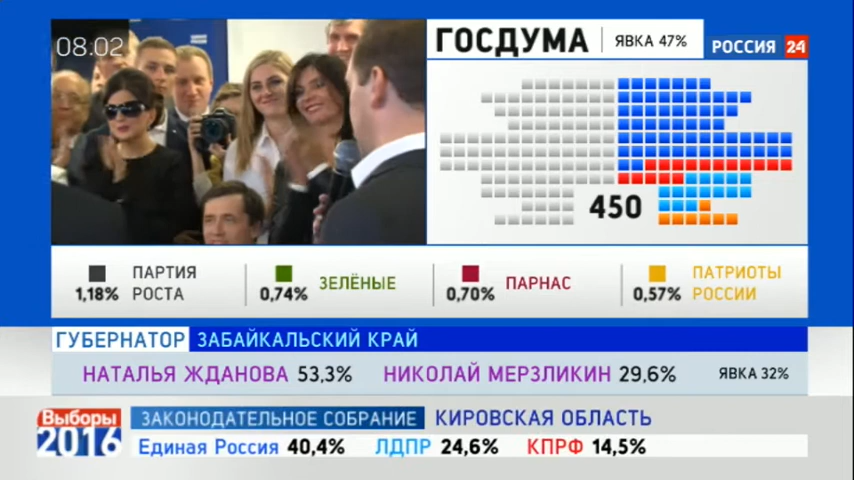 08.02
ГОСДУМА ЯВКА 47% РОССИЯ 24
450
1,18% ПАРТИЯ РОСТА
0,74% ЗЕЛЁНЫЕ
0,70% ПАРНАС
0,57% ПАТРИОТЫ РОССИИ
ГУБЕРНАТОР ЗАБАЙКАЛЬСКИЙ КРАЙ
НАТАЛЬЯ ЖДАНОВА 53,3% НИКОЛАЙ МЕРЗЛИКИН 29,6% ЯВКА 32%
Выборы 2016
ЗАКОНОДАТЕЛЬНОЕ СОБРАНИЕ КИРОВСКАЯ ОБЛАСТЬ
Единая Россия 40,4% ЛДПР 24,6% КПРФ 14,5%